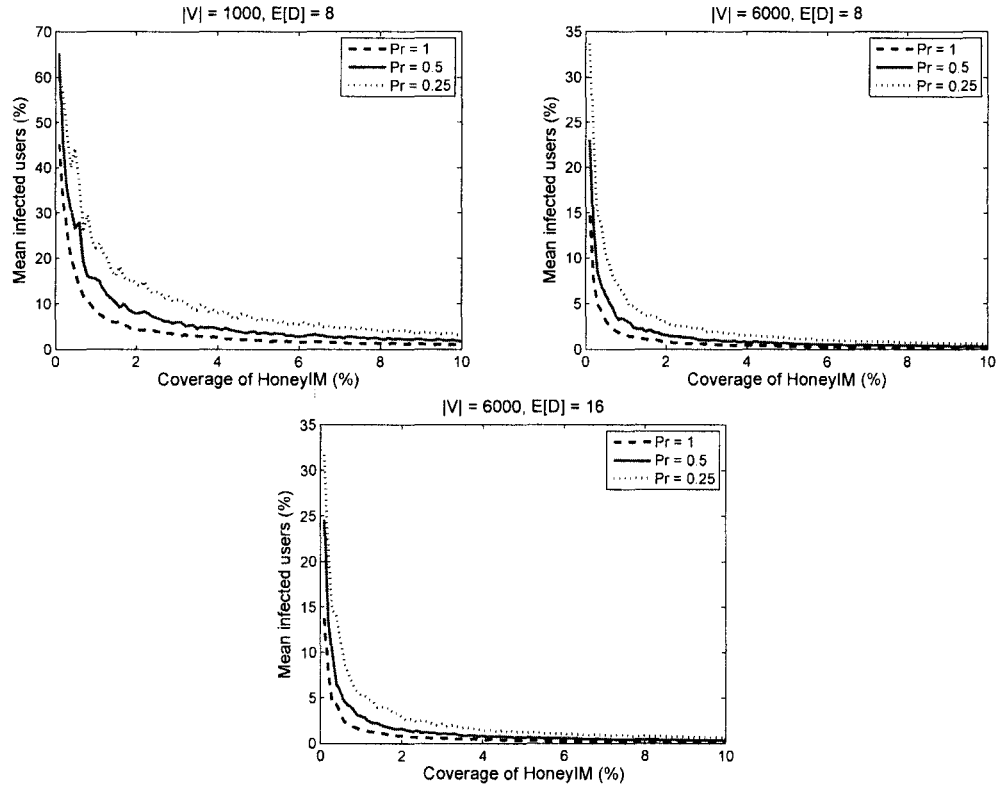 |V| = 1000, E[D] = 8
70
60
50
40
30
20
10
0
Mean infected users (%)
Pr = 1
Pr = 0.5
Pr = 0.25
0 2 4 6 8 10
Coverage of HoneyIM (%)
|V| = 6000, E[D] = 8
35
30
25
20
15
10
5
0
Mean infected users (%)
Pr = 1
Pr = 0.5
Pr = 0.25
0 2 4 6 8 10
Coverage of HoneyIM (%)
|V| = 6000, E[D] = 16
35
30
25
20
15
10
5
0
Mean infected users (%)
Pr = 1
Pr = 0.5
Pr = 0.25
0 2 4 6 8 10
Coverage of HoneyIM (%)